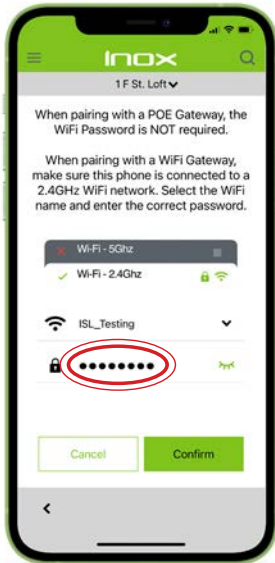 INOX
1 F St. Loft
When pairing with a POE Gateway, the
WiFi Password is NOT required.
When pairing with a WiFi Gateway,
make sure this phone is connected to a
2.4GHz WiFi network. Select the WiFi
name and enter the correct password.
Wi-Fi - 5Ghz
Wi-Fi - 2.4Ghz
ISL_Testing
●●●●●●●●
Cancel
Confirm